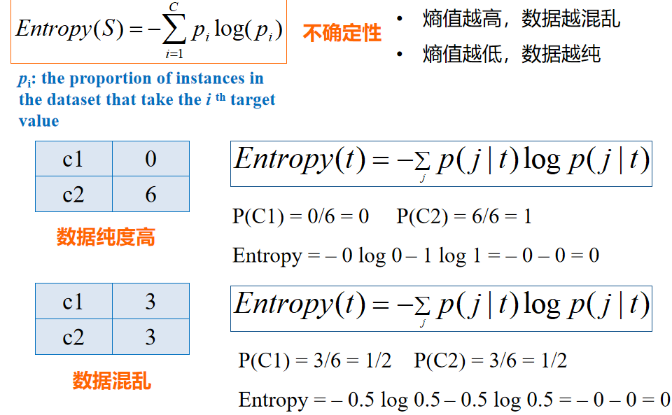 Entropy(S) = −∑_{i=1}^{C} p_i log(p_i)
不确定性
• 熵值越高，数据越混乱
• 熵值越低，数据越纯
p_i: the proportion of instances in
the dataset that take the i th target
value
c1 0
c2 6
数据纯度高
Entropy(t) = −∑_j p(j|t) log p(j|t)
P(C1) = 0/6 = 0 P(C2) = 6/6 = 1
Entropy = – 0 log 0 – 1 log 1 = – 0 – 0 = 0
c1 3
c2 3
数据混乱
Entropy(t) = −∑_j p(j|t) log p(j|t)
P(C1) = 3/6 = 1/2 P(C2) = 3/6 = 1/2
Entropy = – 0.5 log 0.5 – 0.5 log 0.5 = – 0 – 0 = 0